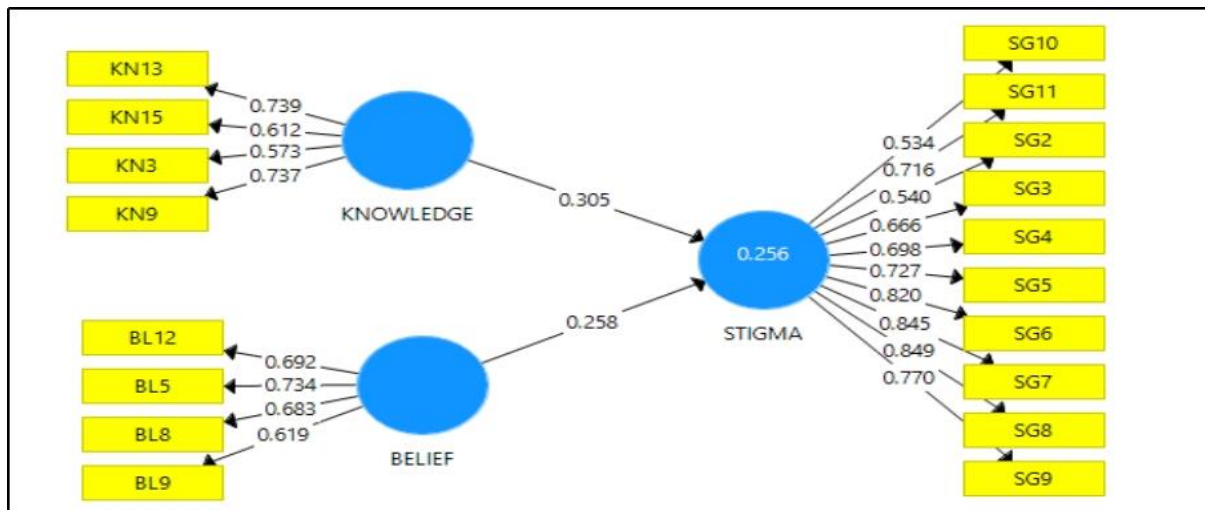 KN13
KN15
KN3
KN9
0.739
0.612
0.573
0.737
KNOWLEDGE
0.305
BL12
BL5
BL8
BL9
0.692
0.734
0.683
0.619
BELIEF
0.258
0.256
STIGMA
0.534
0.716
0.540
0.666
0.698
0.727
0.820
0.845
0.849
0.770
SG10
SG11
SG2
SG3
SG4
SG5
SG6
SG7
SG8
SG9